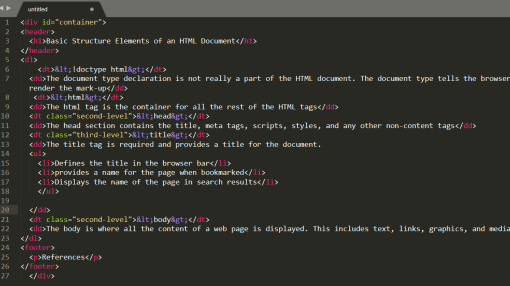 untitled
1 <div id="container">
2 <header>
3 <h1>Basic Structure Elements of an HTML Document</h1>
4 </header>
5 <dl>
6 <dt>&lt;!doctype html&gt;</dt>
7 <dd>The document type declaration is not really a part of the HTML document. The document type tells the browser
render the mark-up</dd>
8 <dt>&lt;html&gt;</dt>
9 <dd>The html tag is the container for all the rest of the HTML tags</dd>
10 <dt class="second-level">&lt;head&gt;</dt>
11 <dd>The head section contains the title, meta tags, scripts, styles, and any other non-content tags</dd>
12 <dt class="third-level">&lt;title&gt;</dt>
13 <dd>The title tag is required and provides a title for the document.
14 <ul>
15 <li>Defines the title in the browser bar</li>
16 <li>provides a name for the page when bookmarked</li>
17 <li>Displays the name of the page in search results</li>
18 </ul>
19
20 </dd>
21 <dt class="second-level">&lt;body&gt;</dt>
22 <dd>The body is where all the content of a web page is displayed. This includes text, links, graphics, and media
23 </dl>
24 <footer>
25 <p>References</p>
26 </footer>
27 </div>